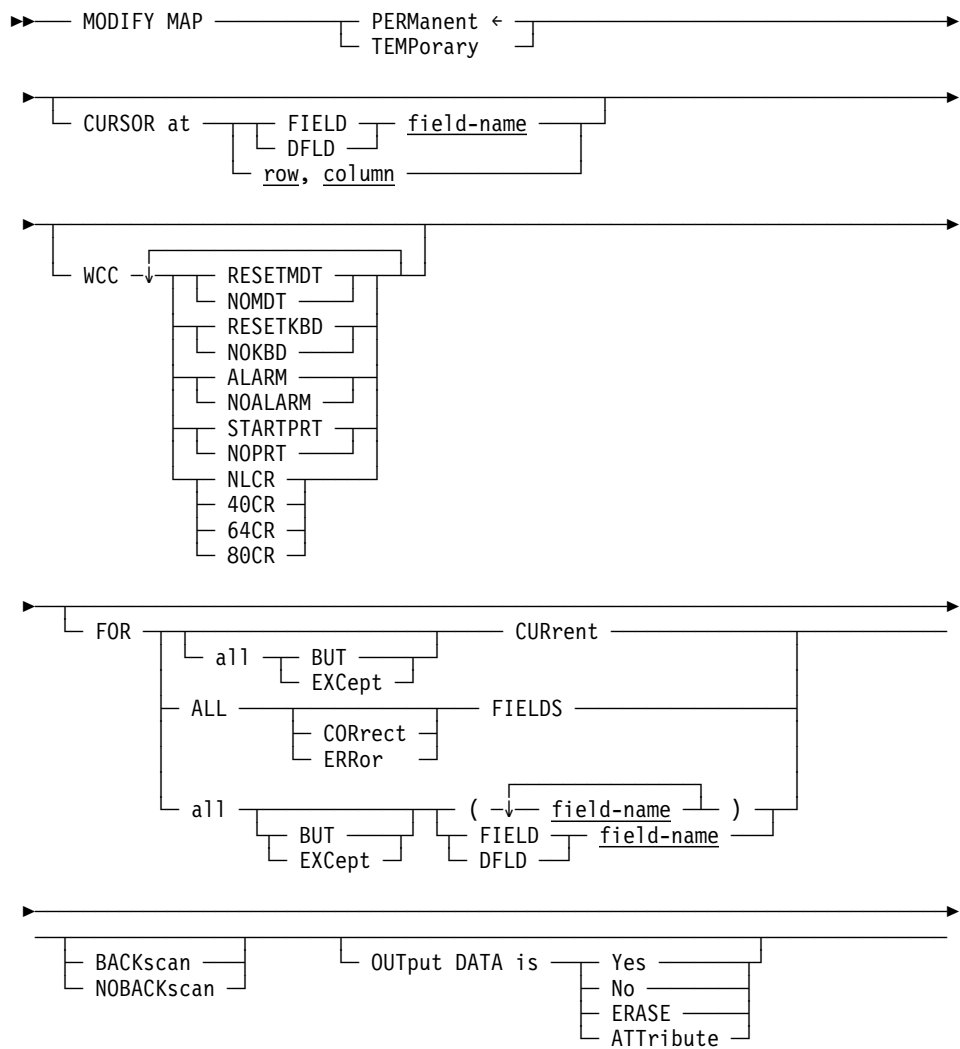 MODIFY MAP PERManent ←
TEMPorary
CURSOR at FIELD field-name
DFLD
row, column
WCC RESETMDT
NOMDT
RESETKBD
NOKBD
ALARM
NOALARM
STARTPRT
NOPRT
NLCR
40CR
64CR
80CR
FOR CURrent
all BUT
EXCept
ALL FIELDS
CORrect
ERRor
all ( field-name )
BUT FIELD field-name
EXCept DFLD
BACKscan OUTput DATA is Yes
NOBACKscan No
ERASE
ATTribute